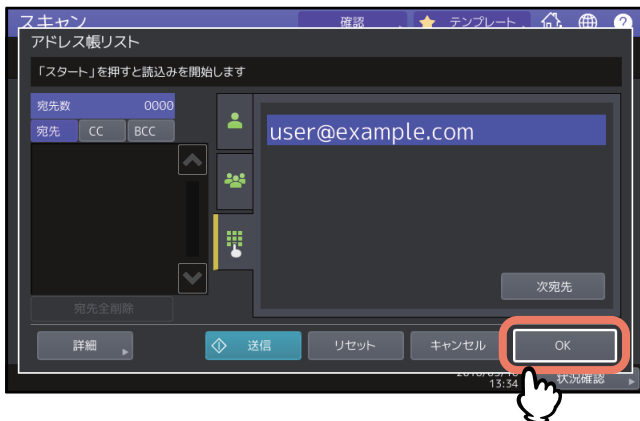 スキャン 確認 テンプレート ?
アドレス帳リスト
「スタート」を押すと読込みを開始します
宛先数 0000
宛先 CC BCC
user@example.com
次宛先
宛先全削除
詳細 送信 リセット キャンセル OK
13:34 状況確認